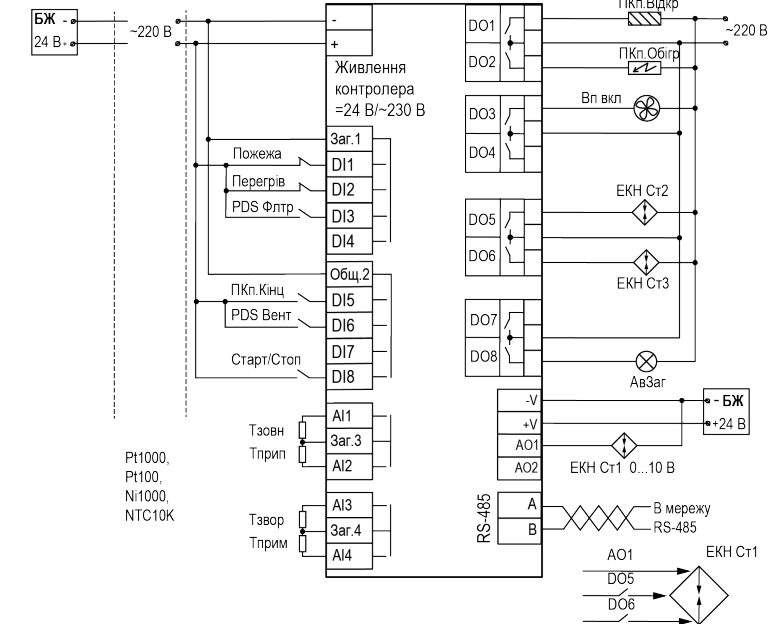 БЖ -
24 В +
~220 В
-
+
Живлення
контролера
=24 В/~230 В
Заг.1
Пожежа
DI1
Перегрів
DI2
PDS Флтр
DI3
DI4
Общ.2
ПКп.Кінц
DI5
PDS Вент
DI6
DI7
Старт/Стоп
DI8
Тзовн
Тприп
AI1
Заг.3
AI2
Pt1000,
Pt100,
Ni1000,
NTC10K
Тзвор
Тприм
AI3
Заг.4
AI4
ПКп.Відкр
DO1
~220 В
DO2
ПКп.Обігр
Вп вкл
DO3
DO4
ЕКН Ст2
DO5
DO6
ЕКН Ст3
DO7
DO8
АвЗаг
-V
- БЖ
+V
+24 В
AO1
AO2
ЕКН Ст1 0...10 В
RS-485
A
B
В мережу
RS-485
AO1
ЕКН Ст1
DO5
DO6